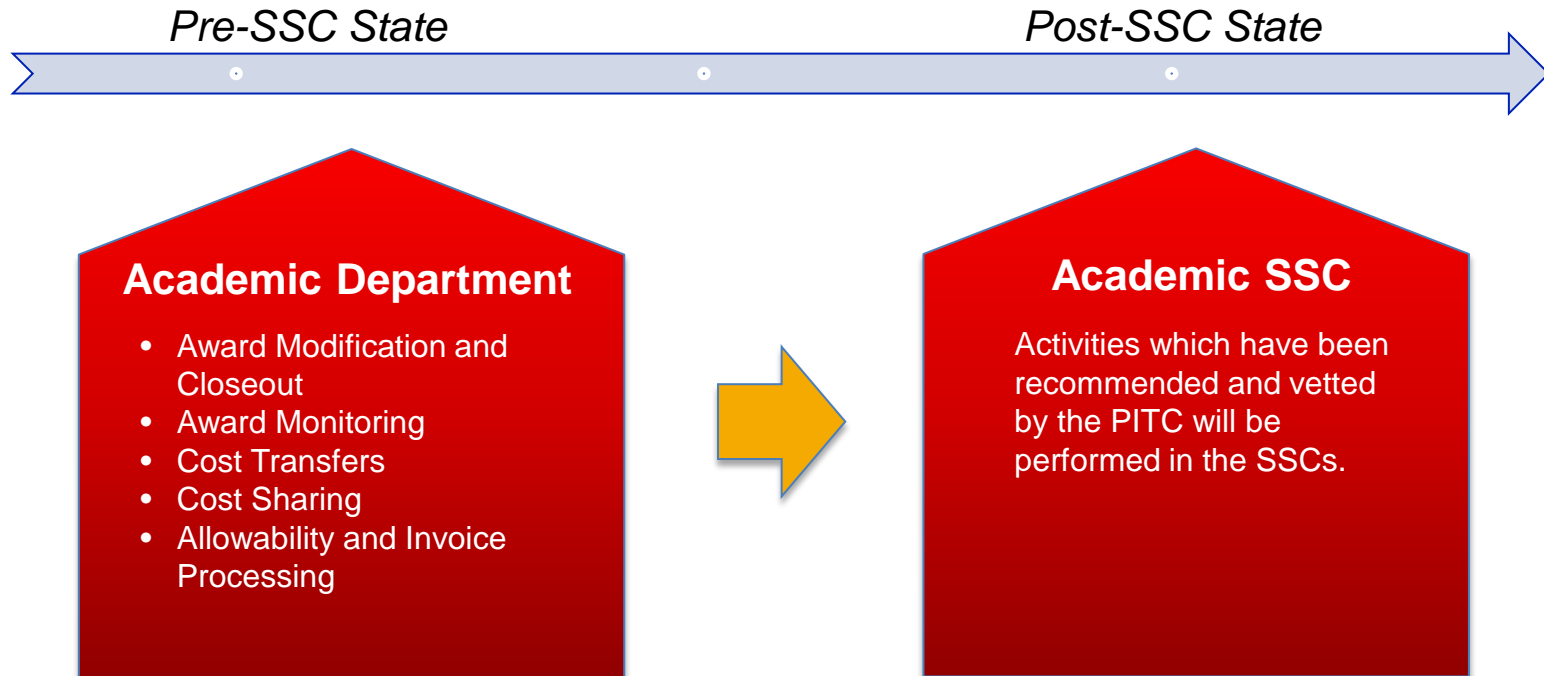 Pre-SSC State
Post-SSC State
Academic Department
• Award Modification and
Closeout
• Award Monitoring
• Cost Transfers
• Cost Sharing
• Allowability and Invoice
Processing
Academic SSC
Activities which have been
recommended and vetted
by the PITC will be
performed in the SSCs.